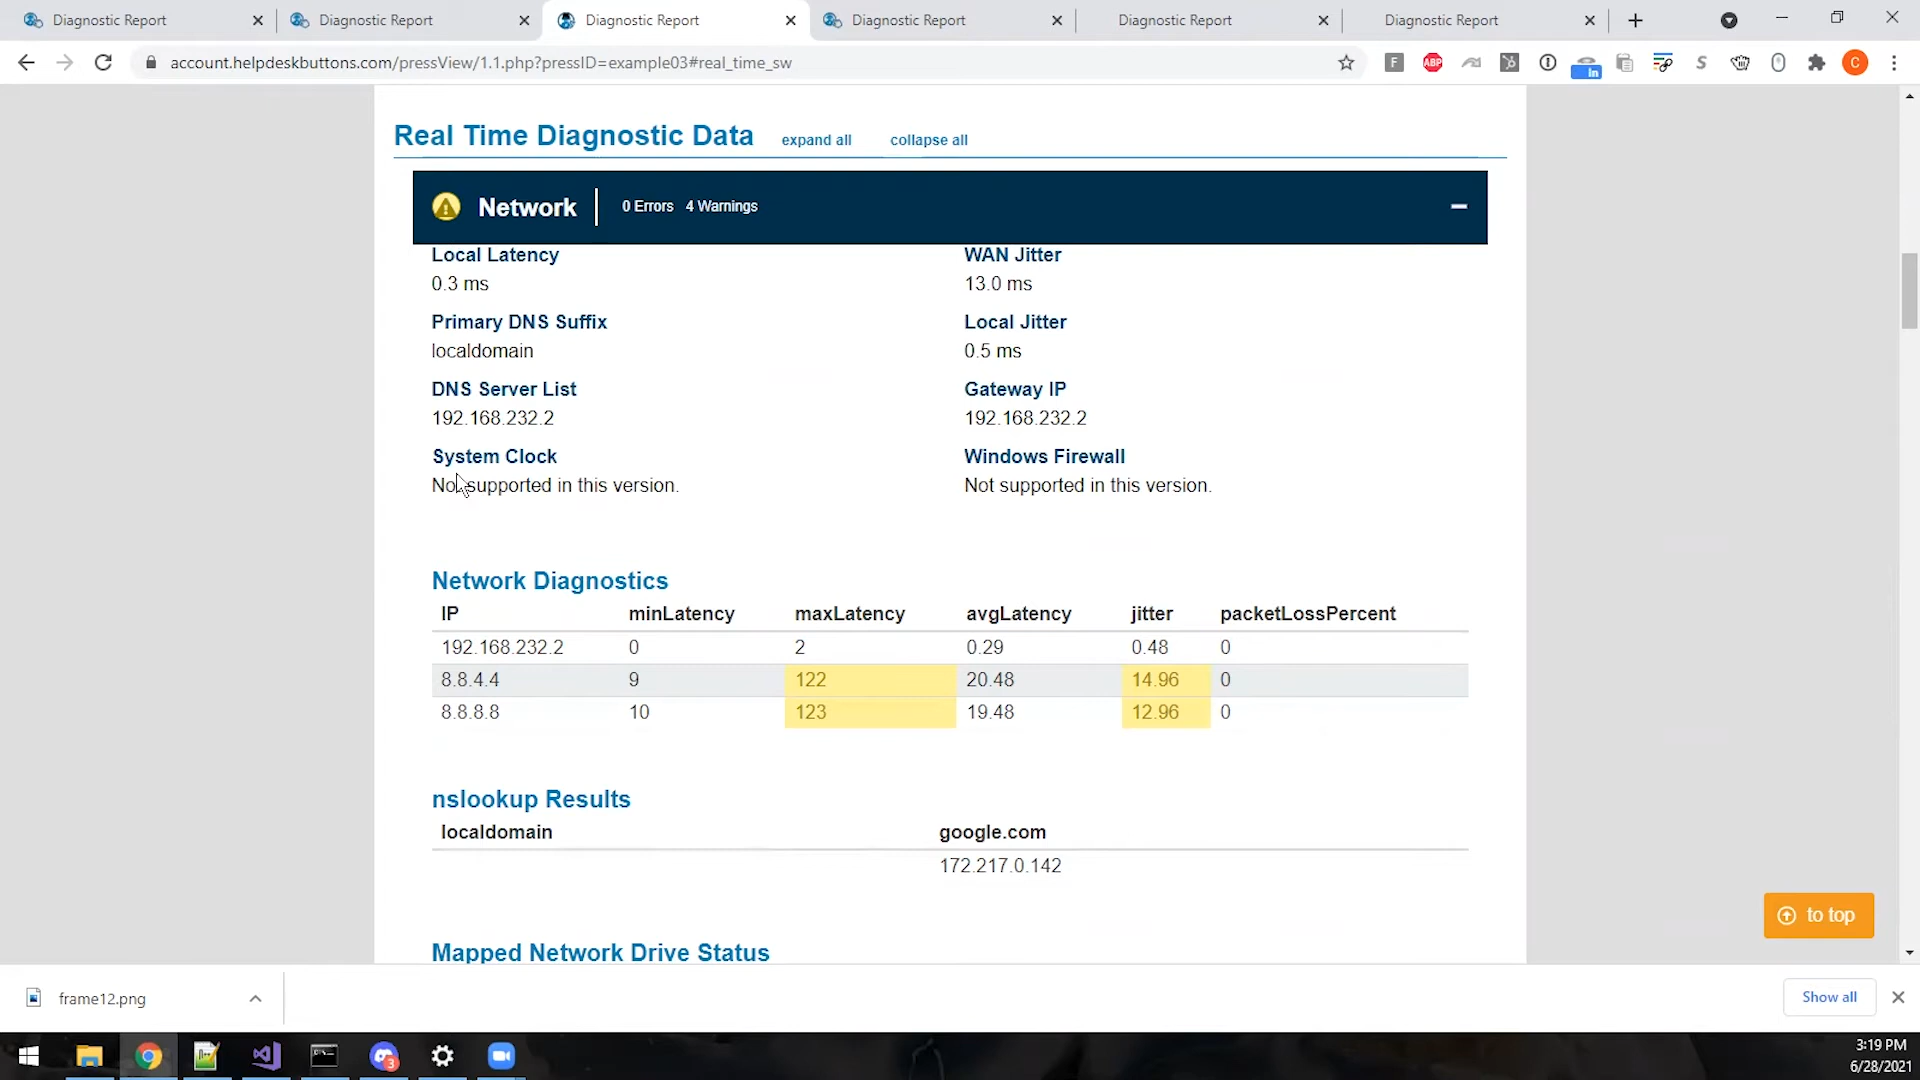 Diagnostic Report
Diagnostic Report
Diagnostic Report
Diagnostic Report
Diagnostic Report
Diagnostic Report
account.helpdeskbuttons.com/pressView/1.1.php?pressID=example03#real_time_sw
F
ABP
In
S
C
Real Time Diagnostic Data expand all collapse all
Network 0 Errors 4 Warnings
Local Latency WAN Jitter
0.3 ms 13.0 ms
Primary DNS Suffix Local Jitter
localdomain 0.5 ms
DNS Server List Gateway IP
192.168.232.2 192.168.232.2
System Clock Windows Firewall
Not supported in this version. Not supported in this version.
Network Diagnostics
IP minLatency maxLatency avgLatency jitter packetLossPercent
192.168.232.2 0 2 0.29 0.48 0
8.8.4.4 9 122 20.48 14.96 0
8.8.8.8 10 123 19.48 12.96 0
nslookup Results
localdomain google.com
172.217.0.142
to top
Mapped Network Drive Status
frame12.png Show all
3
3:19 PM
6/28/2021